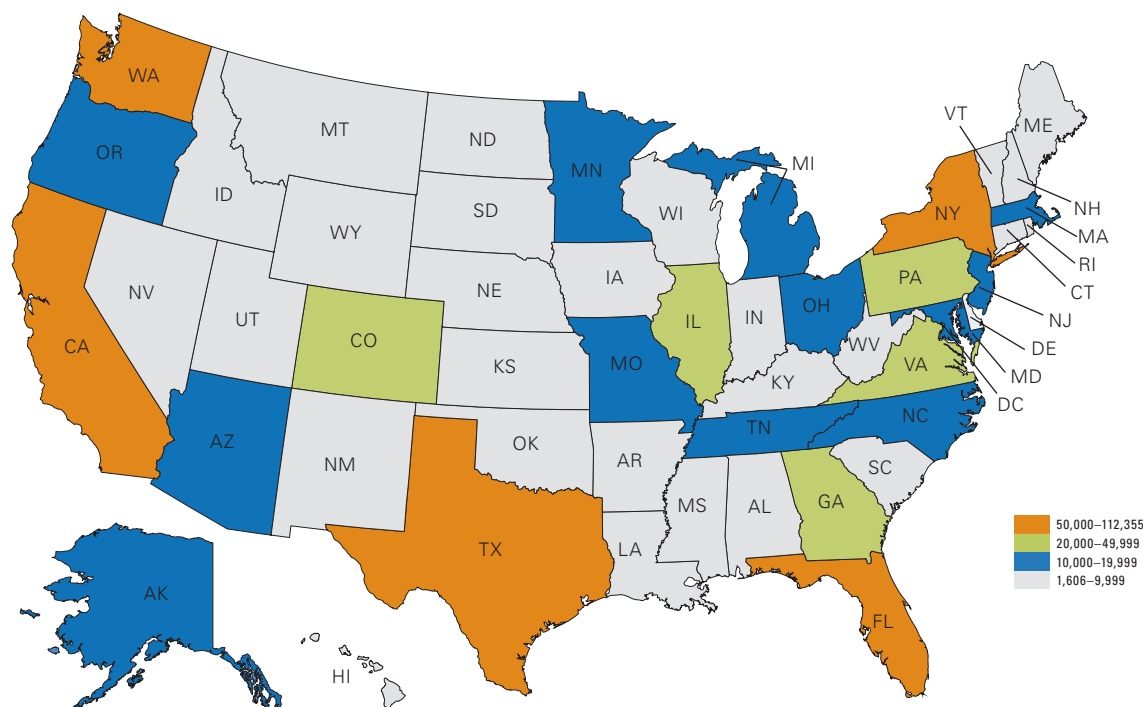 WA
VT
ME
MT
ND
OR
MN
MI
ID
SD
WI
NY
NH
WY
MA
RI
IA
PA
NE
CT
NV
OH
UT
IL
IN
NJ
CA
CO
DE
WV
VA
KS
MO
MD
KY
DC
NC
TN
AZ
OK
NM
AR
SC
GA
MS
AL
TX
LA
50,000–112,355
20,000–49,999
10,000–19,999
1,606–9,999
AK
FL
HI